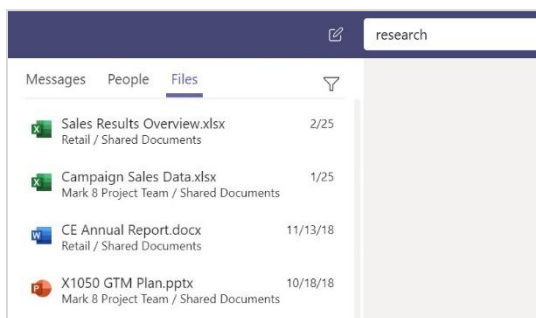 research
Messages People Files
Sales Results Overview.xlsx 2/25
Retail / Shared Documents
Campaign Sales Data.xlsx 1/25
Mark 8 Project Team / Shared Documents
CE Annual Report.docx 11/13/18
Retail / Shared Documents
X1050 GTM Plan.pptx 10/18/18
Mark 8 Project Team / Shared Documents